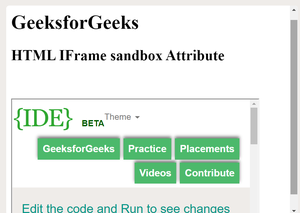 GeeksforGeeks
HTML IFrame sandbox Attribute
{IDE} BETA Theme
GeeksforGeeks Practice Placements
Videos Contribute
Edit the code and Run to see changes